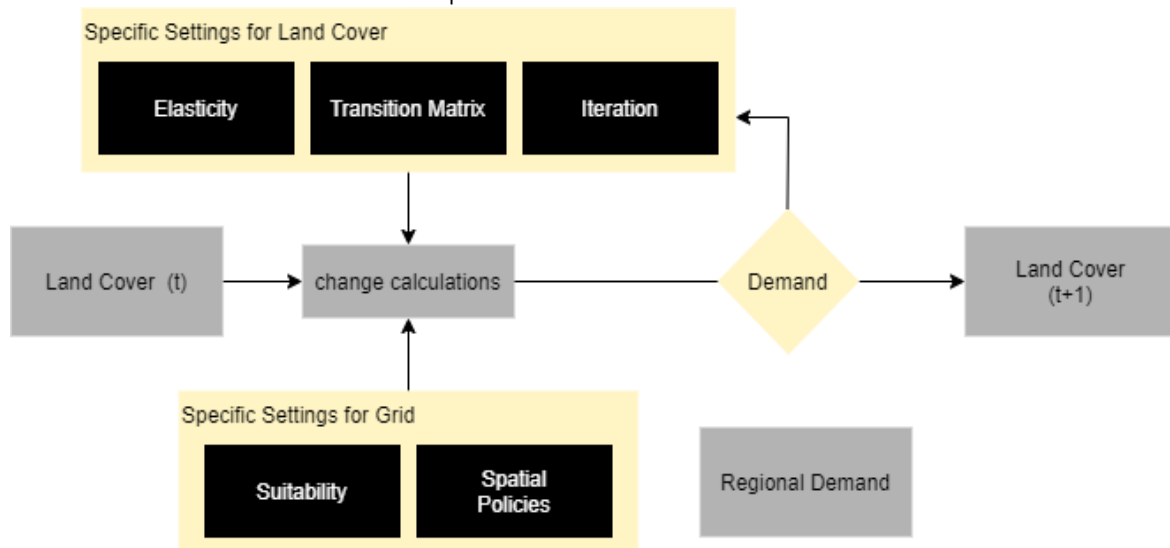 Specific Settings for Land Cover
Elasticity
Transition Matrix
Iteration
Land Cover (t)
change calculations
Demand
Land Cover
(t+1)
Specific Settings for Grid
Suitability
Spatial
Policies
Regional Demand